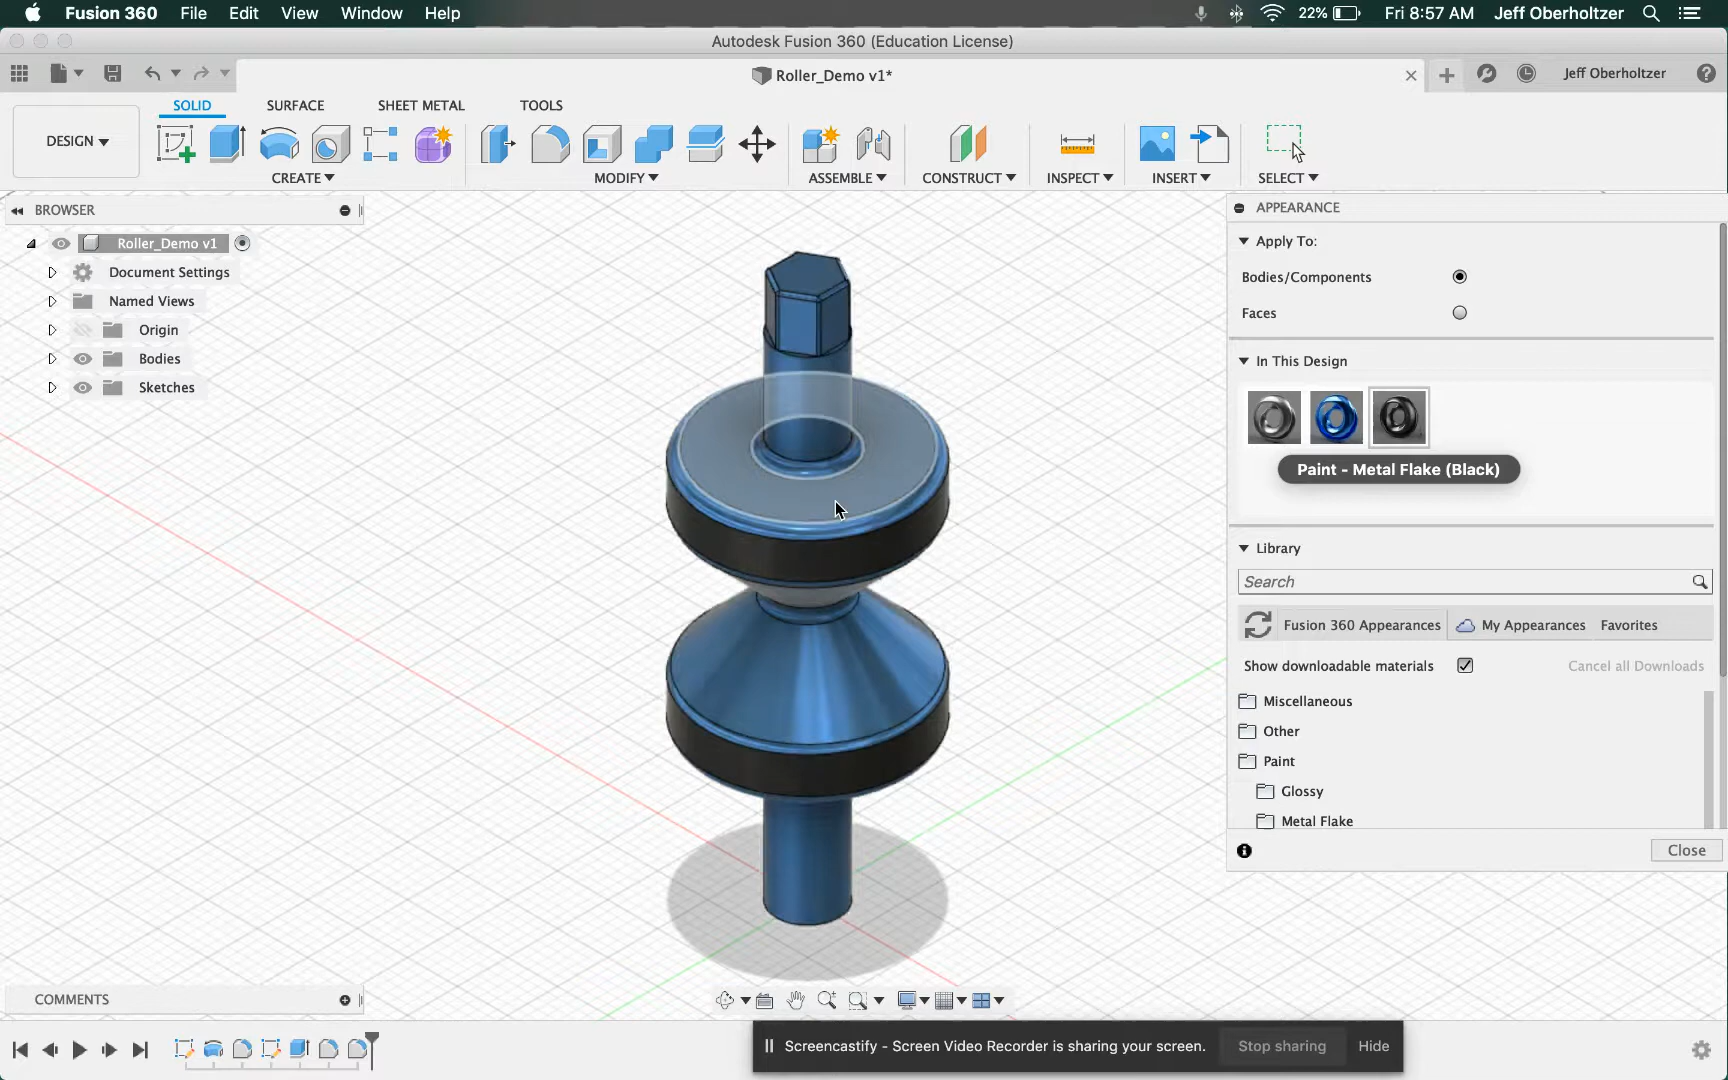 Fusion 360 File Edit View Window Help 22% Fri 8:57 AM Jeff Oberholtzer
Autodesk Fusion 360 (Education License)
Roller_Demo v1* Jeff Oberholtzer
SOLID SURFACE SHEET METAL TOOLS
DESIGN
CREATE MODIFY ASSEMBLE CONSTRUCT INSPECT INSERT SELECT
BROWSER
Roller_Demo v1
Document Settings
Named Views
Origin
Bodies
Sketches
APPEARANCE
Apply To:
Bodies/Components
Faces
In This Design
Paint - Metal Flake (Black)
Library
Search
Fusion 360 Appearances My Appearances Favorites
Show downloadable materials Cancel all Downloads
Miscellaneous
Other
Paint
Glossy
Metal Flake
Close
COMMENTS
Screencastify - Screen Video Recorder is sharing your screen. Stop sharing Hide